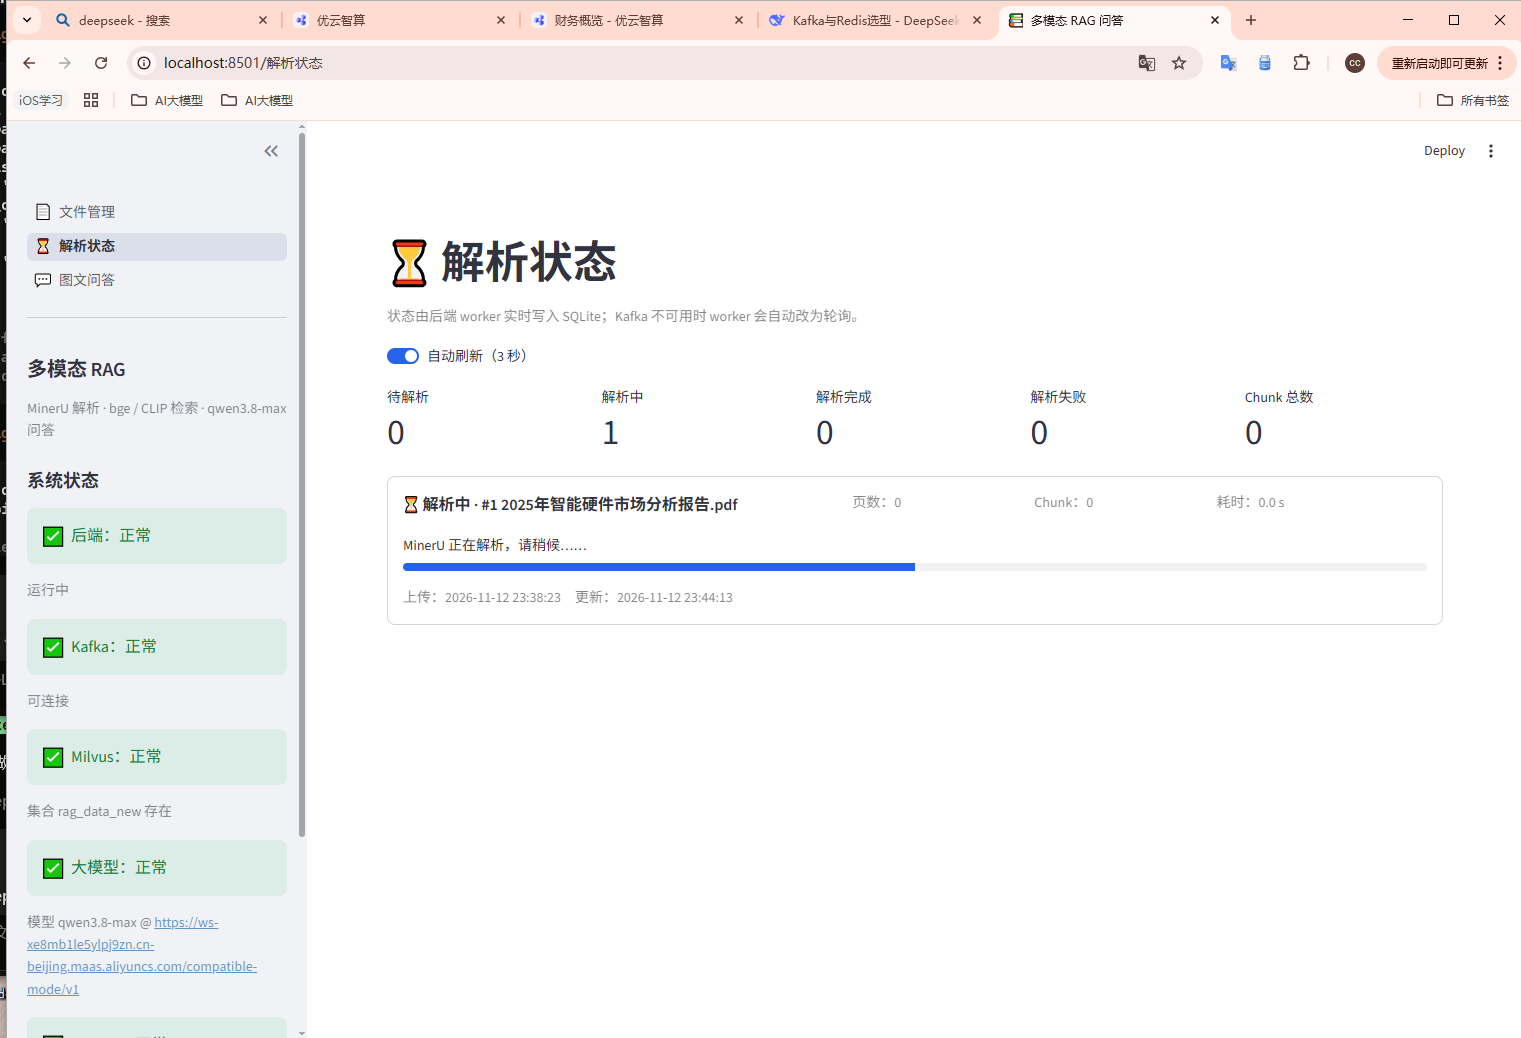 deepseek - 搜索
优云智算
财务概览 - 优云智算
Kafka与Redis选型 - DeepSeek
多模态 RAG 问答
localhost:8501/解析状态
CC
重新启动即可更新
iOS学习
AI大模型
AI大模型
所有书签
Deploy
文件管理
解析状态
图文问答
多模态 RAG
MinerU 解析 · bge / CLIP 检索 · qwen3.8-max
问答
系统状态
后端：正常
运行中
Kafka：正常
可连接
Milvus：正常
集合 rag_data_new 存在
大模型：正常
模型 qwen3.8-max @ https://ws-
xe8mb1le5ylpj9zn.cn-
beijing.maas.aliyuncs.com/compatible-
mode/v1
解析状态
状态由后端 worker 实时写入 SQLite；Kafka 不可用时 worker 会自动改为轮询。
自动刷新（3 秒）
待解析
0
解析中
1
解析完成
0
解析失败
0
Chunk 总数
0
解析中 · #1 2025年智能硬件市场分析报告.pdf
页数：0
Chunk：0
耗时：0.0 s
MinerU 正在解析，请稍候……
上传：2026-11-12 23:38:23 更新：2026-11-12 23:44:13